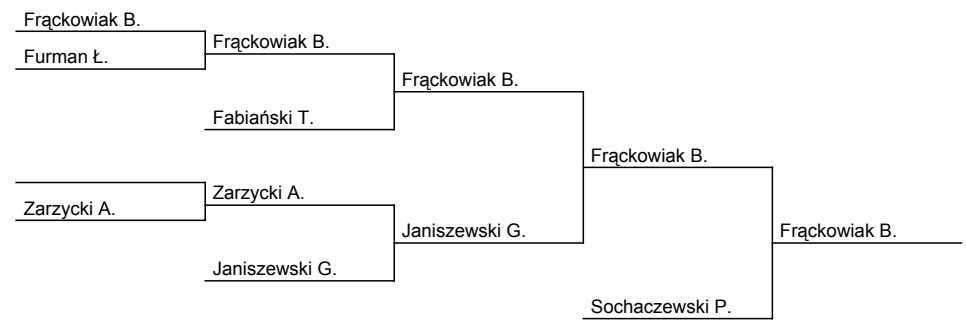 Frąckowiak B.
Furman Ł.
Frąckowiak B.
Fabiański T.
Frąckowiak B.
Zarzycki A.
Zarzycki A.
Janiszewski G.
Janiszewski G.
Frąckowiak B.
Sochaczewski P.
Frąckowiak B.